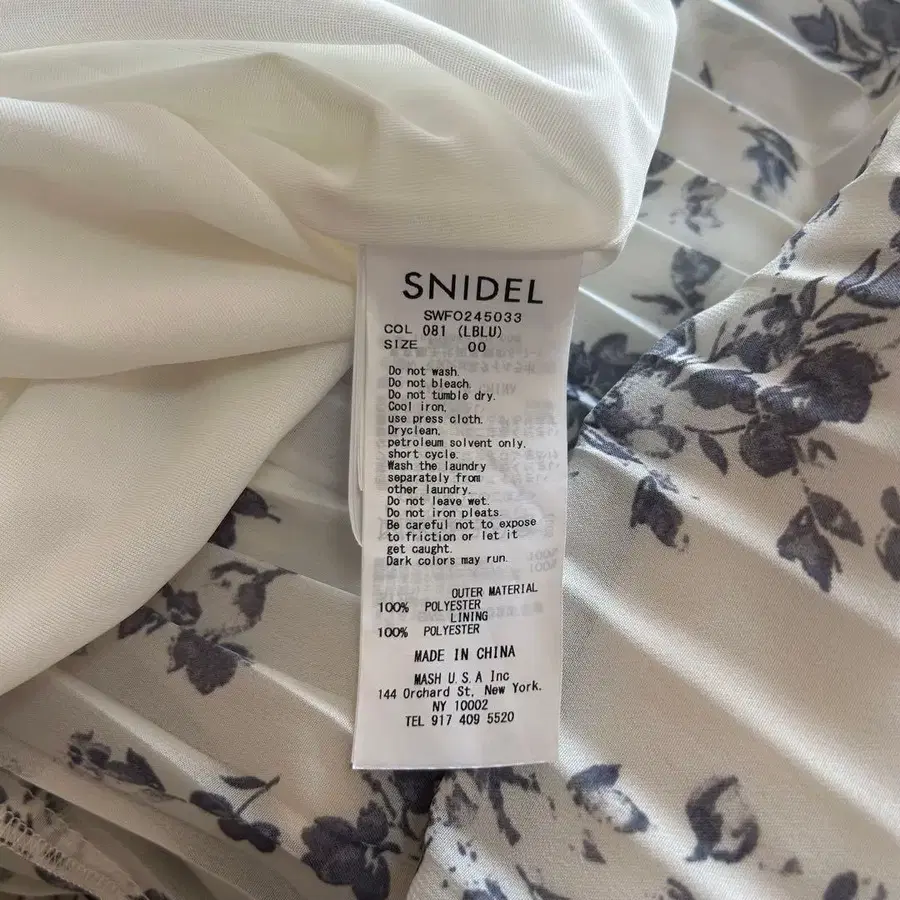 SNIDEL
SWFO245033
COL 081 (LBLU)
SIZE 00
Do not wash.
Do not bleach.
Do not tumble dry.
Cool iron,
use press cloth.
Dryclean,
petroleum solvent only.
short cycle.
Wash the laundry
separately from
other laundry.
Do not leave wet.
Do not iron pleats.
Be careful not to expose
to friction or let it
get caught.
Dark colors may run.
OUTER MATERIAL
100% POLYESTER
LINING
100% POLYESTER
MADE IN CHINA
MASH U.S.A Inc
144 Orchard St, New York.
NY 10002
TEL 917 409 5520